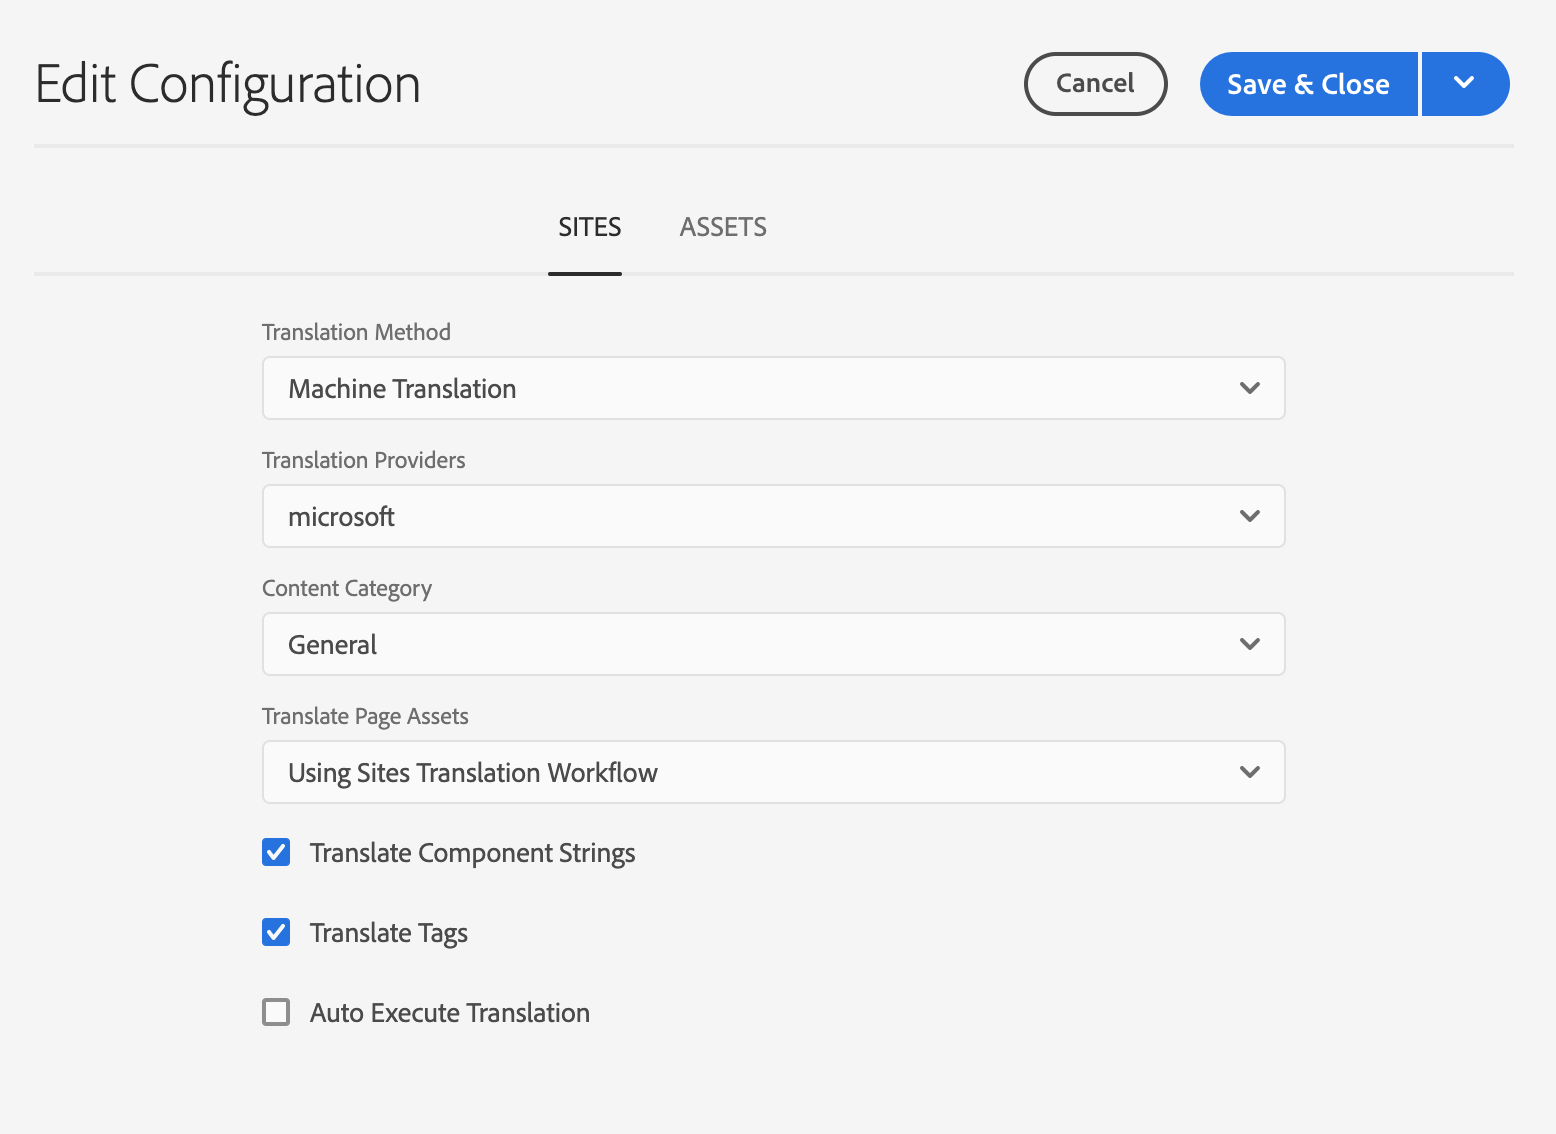 Edit Configuration
Cancel
Save & Close
SITES
ASSETS
Translation Method
Machine Translation
Translation Providers
microsoft
Content Category
General
Translate Page Assets
Using Sites Translation Workflow
Translate Component Strings
Translate Tags
Auto Execute Translation